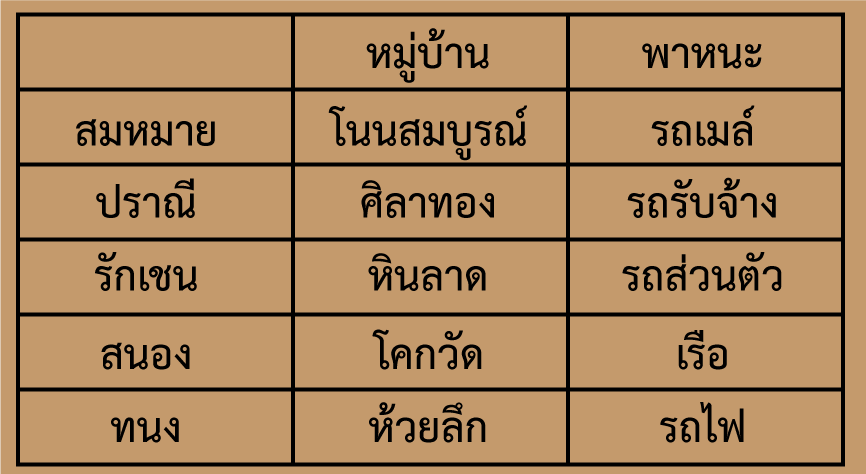 หมู่บ้าน พาหนะ
สมหมาย โนนสมบูรณ์ รถเมล์
ปราณี ศิลาทอง รถรับจ้าง
รักเชน หินลาด รถส่วนตัว
สนอง โคกวัด เรือ
ทนง ห้วยลึก รถไฟ